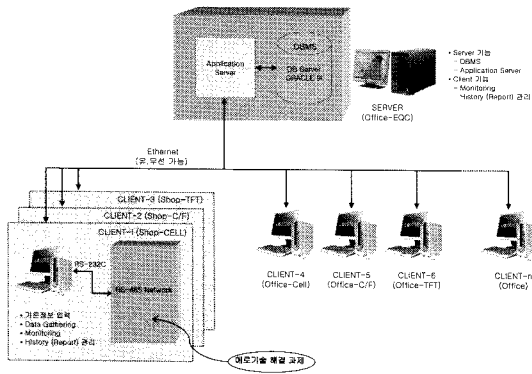 DBMS
Application
Server
DB Server
ORACLE 8i
SERVER
(Office-EQC)
• Server 기능
- DBMS
- Application Server
• Client 기능
- Monitoring
- History (Report) 관리
Ethernet
(유,무선 가능)
CLIENT-3 (Shop-TFT)
CLIENT-2 (Shop-C/F)
CLIENT-1 (Shop-CELL)
RS-232C
RS-485 Network
• 기준정보 입력
• Data Gathering
• Monitoring
• History (Report) 관리
CLIENT-4
(Office-Cell)
CLIENT-5
(Office-C/F)
CLIENT-6
(Office-TFT)
CLIENT-n
(Office)
애로기술 해결 과제